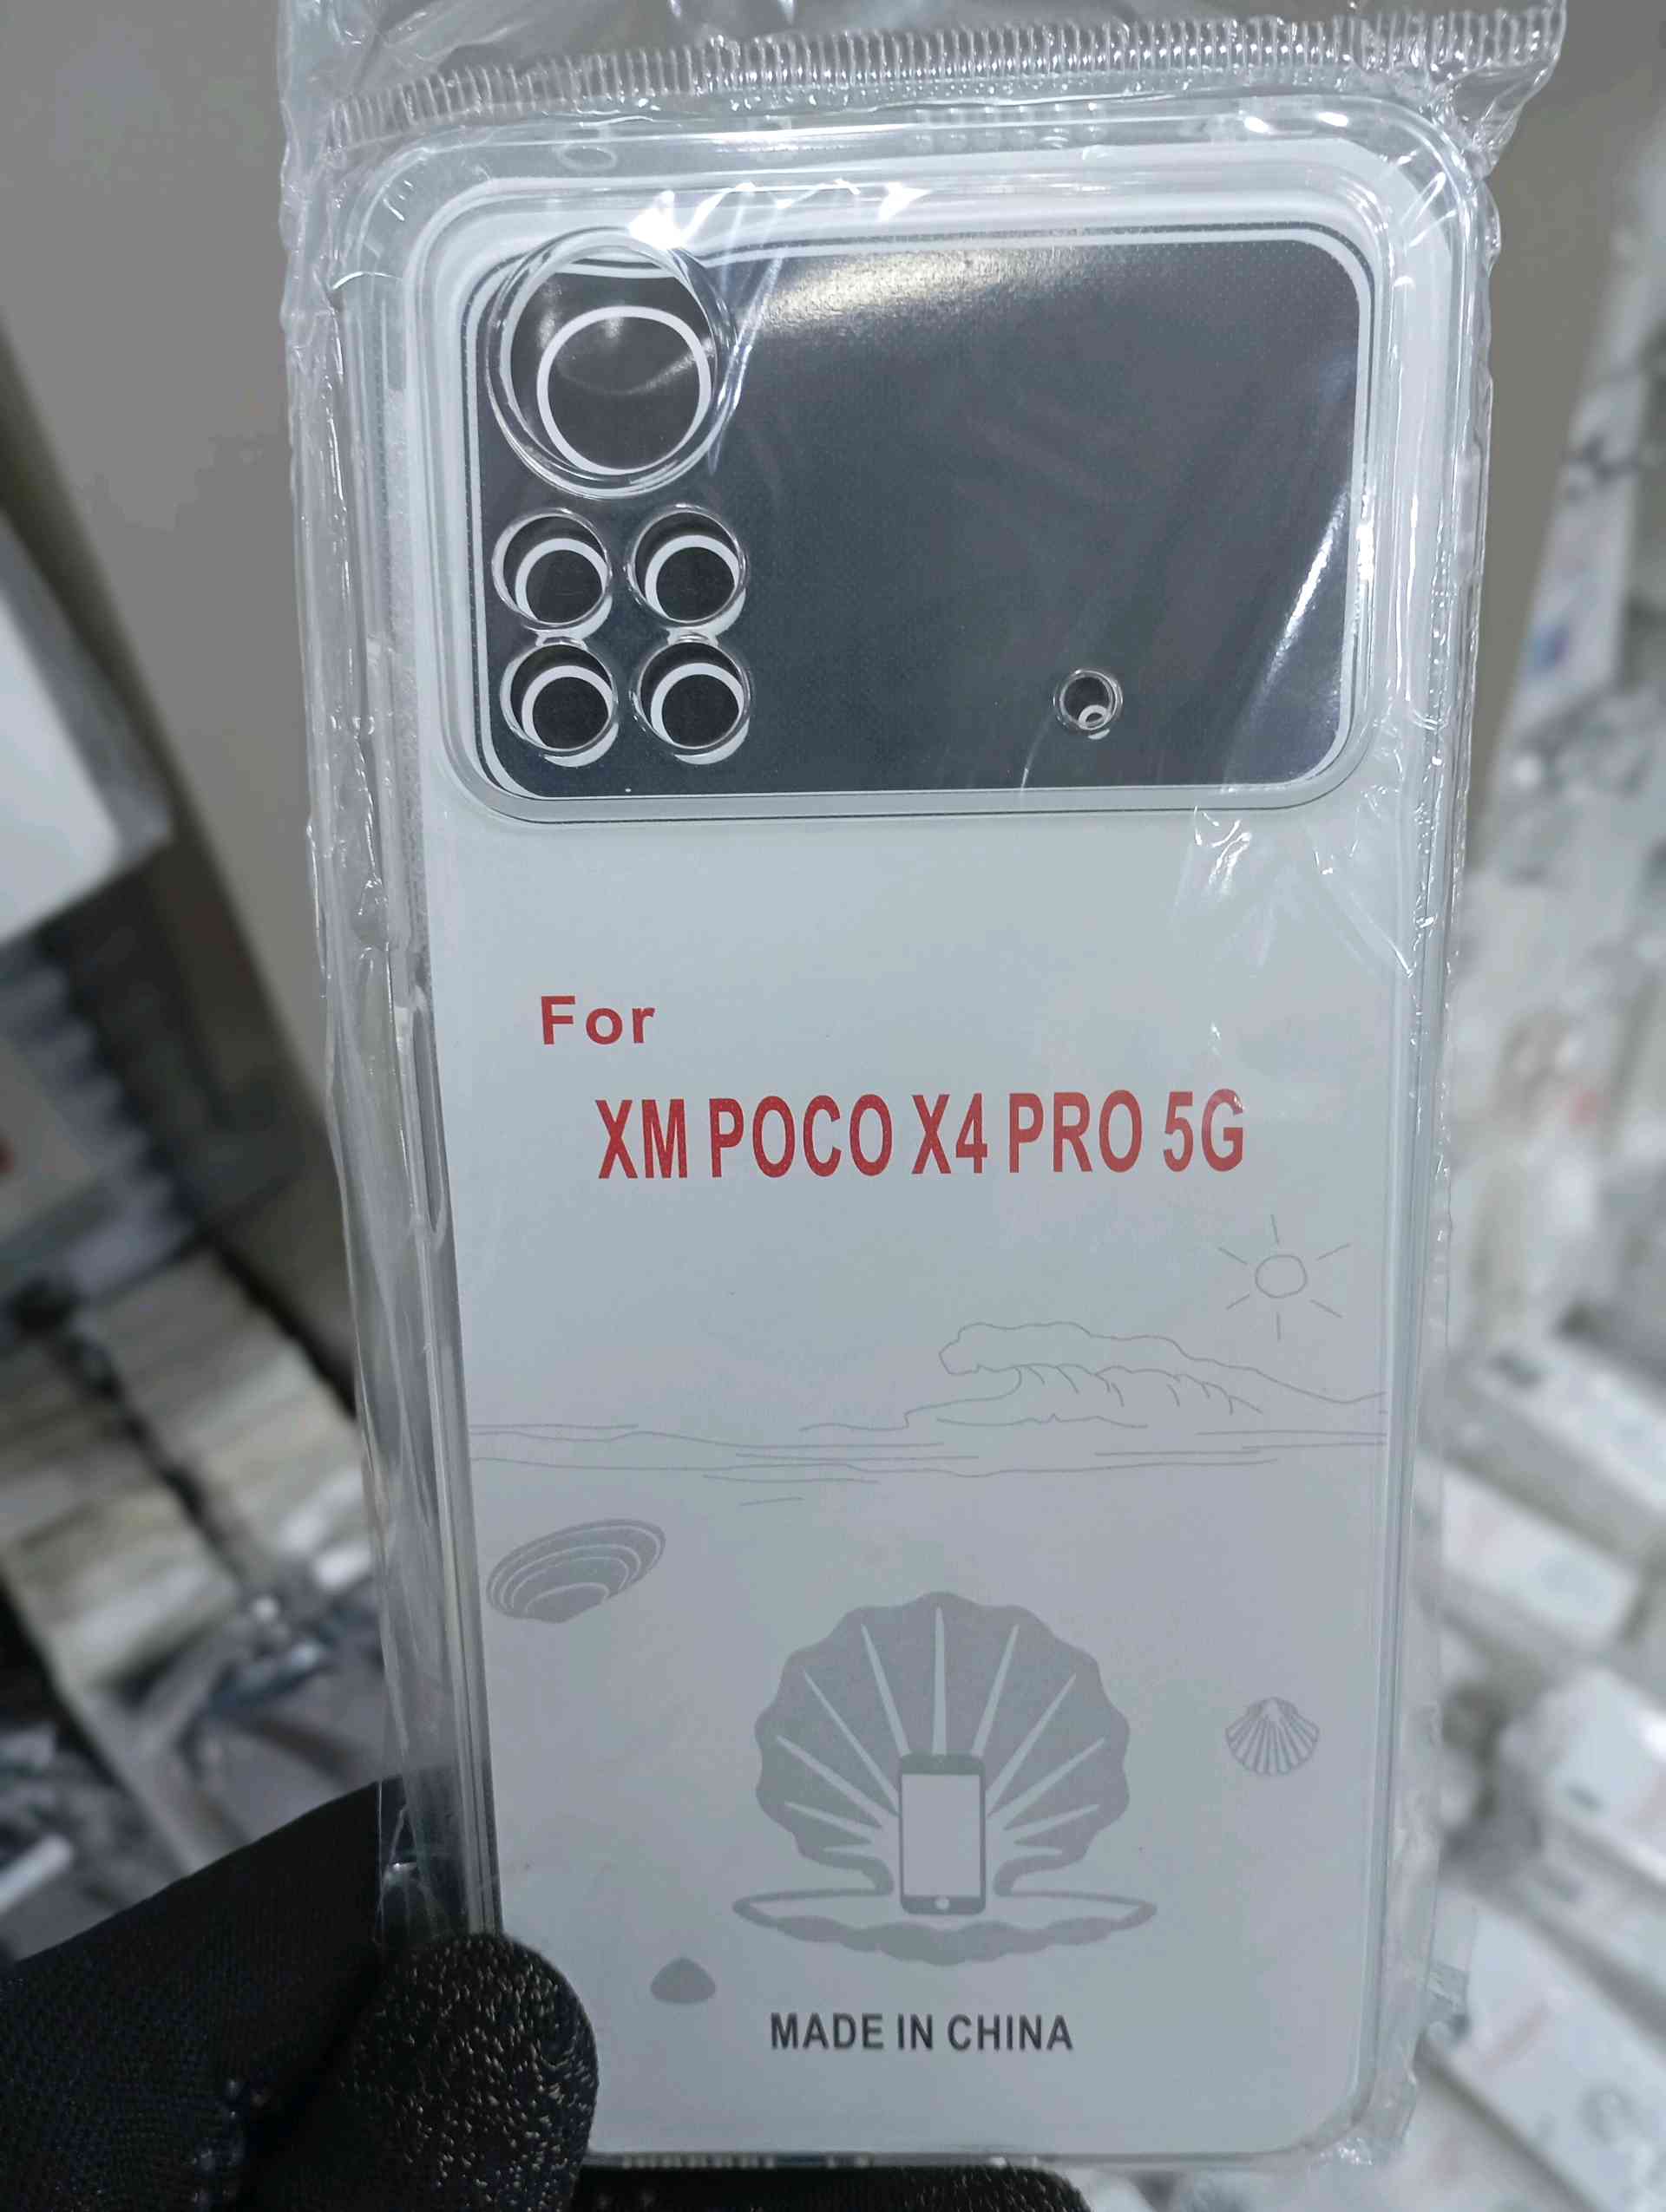 For
XM POCO X4 PRO 5G
MADE IN CHINA